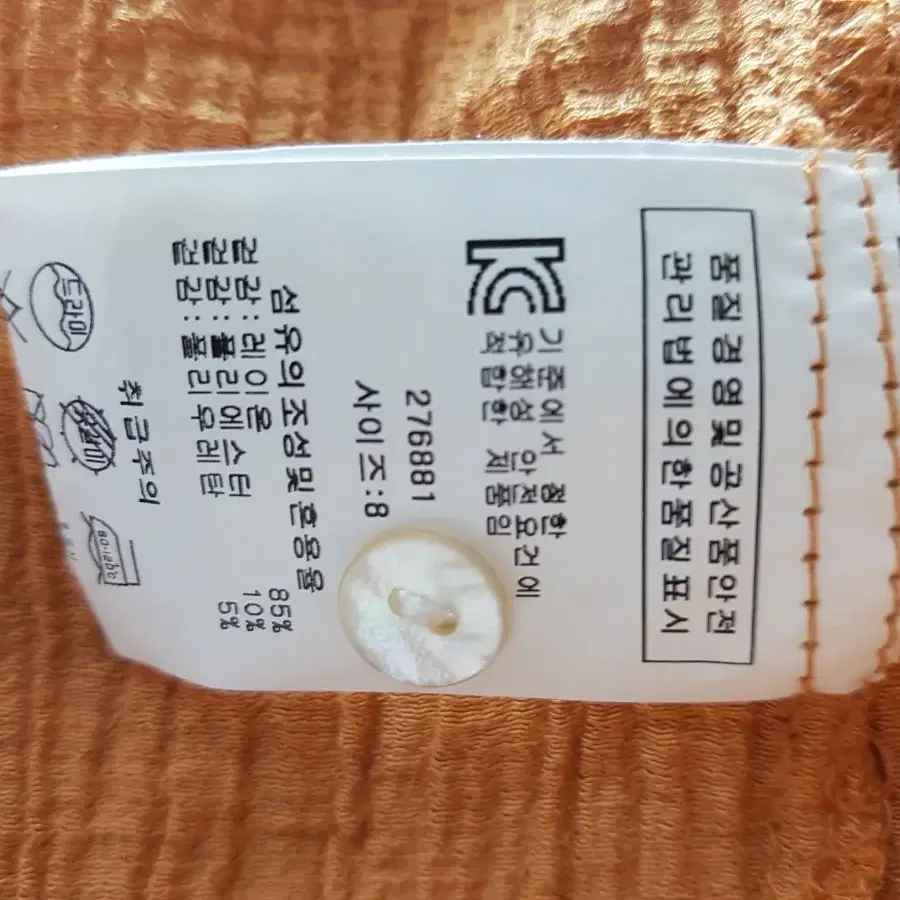 품질경영및공산품안전
관리법에의한품질표시
KC
기준에서 정한
유해성 안전요건에
적합한 제품임
276881
사이즈:8
섬유의조성및혼용율
겉감:레이온 85%
겉감:폴리에스터 10%
겉감:폴리우레탄 5%
취급주의
드라이